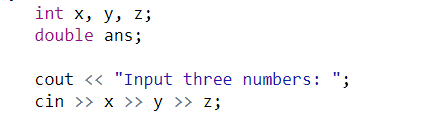 int x, y, z;
double ans;
cout << "Input three numbers: ";
cin >> x >> y >> z;